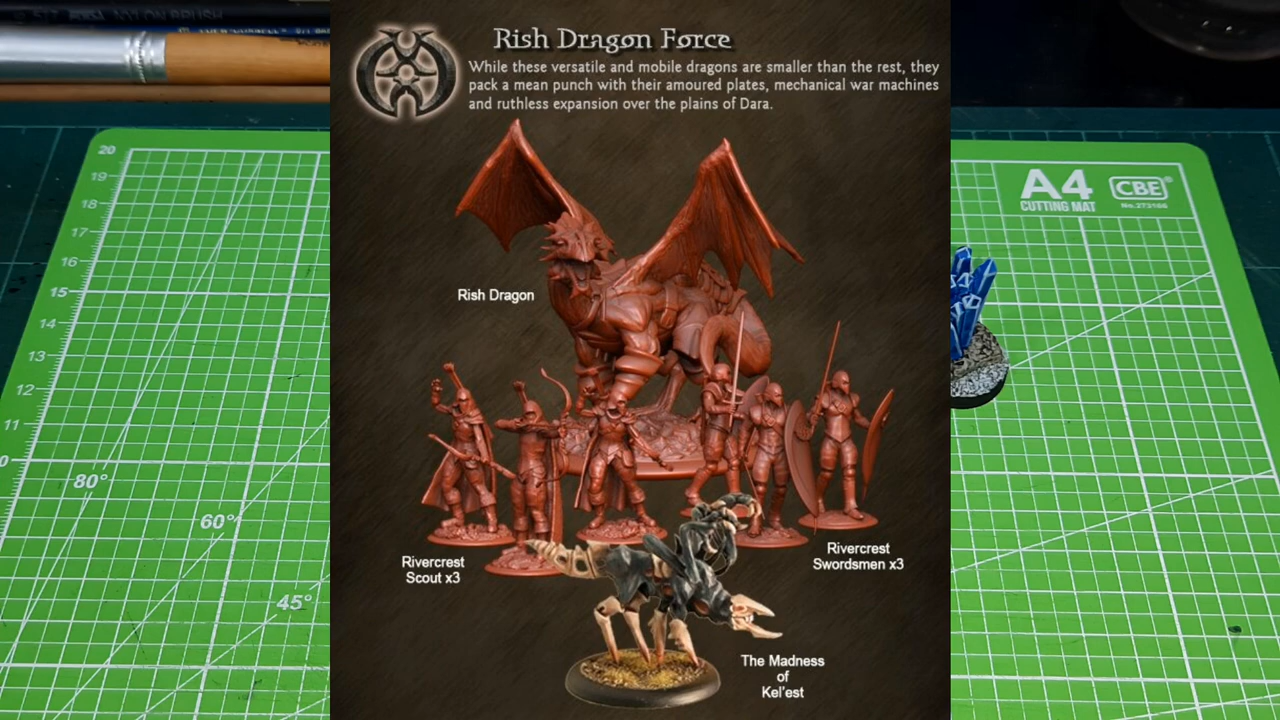 Rish Dragon Force
While these versatile and mobile dragons are smaller than the rest, they
pack a mean punch with their amoured plates, mechanical war machines
and ruthless expansion over the plains of Dara.
Rish Dragon
Rivercrest
Scout x3
Rivercrest
Swordsmen x3
The Madness
of
Kel'est
20
19
18
17
16
15
14
13
12
11
80°
60°
45°
A4
CUTTING MAT
CBE®